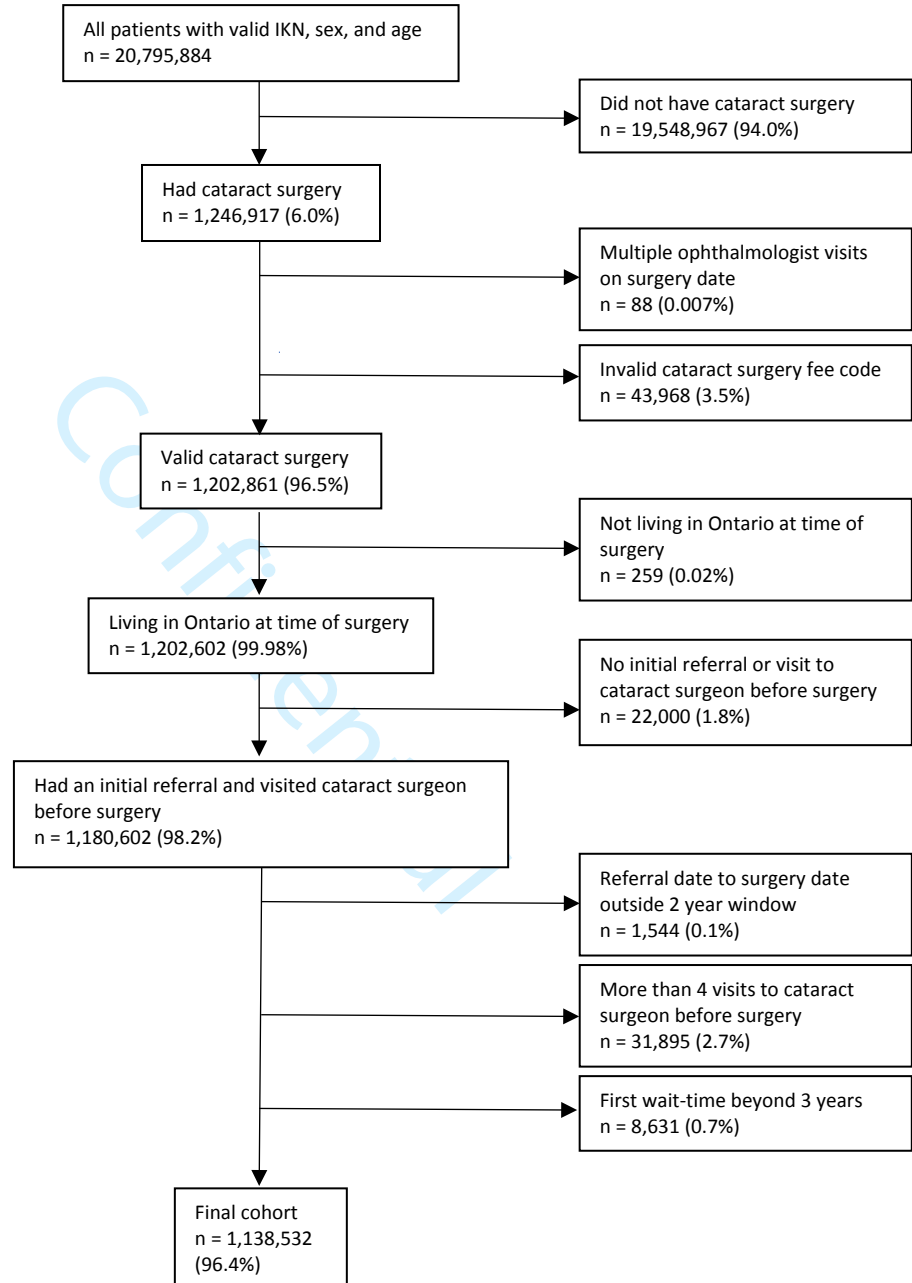 All patients with valid IKN, sex, and age
n = 20,795,884
Did not have cataract surgery
n = 19,548,967 (94.0%)
Had cataract surgery
n = 1,246,917 (6.0%)
Multiple ophthalmologist visits
on surgery date
n = 88 (0.007%)
Invalid cataract surgery fee code
n = 43,968 (3.5%)
Valid cataract surgery
n = 1,202,861 (96.5%)
Not living in Ontario at time of
surgery
n = 259 (0.02%)
Living in Ontario at time of surgery
n = 1,202,602 (99.98%)
No initial referral or visit to
cataract surgeon before surgery
n = 22,000 (1.8%)
Had an initial referral and visited cataract surgeon
before surgery
n = 1,180,602 (98.2%)
Referral date to surgery date
outside 2 year window
n = 1,544 (0.1%)
More than 4 visits to cataract
surgeon before surgery
n = 31,895 (2.7%)
First wait-time beyond 3 years
n = 8,631 (0.7%)
Final cohort
n = 1,138,532
(96.4%)
Confidential